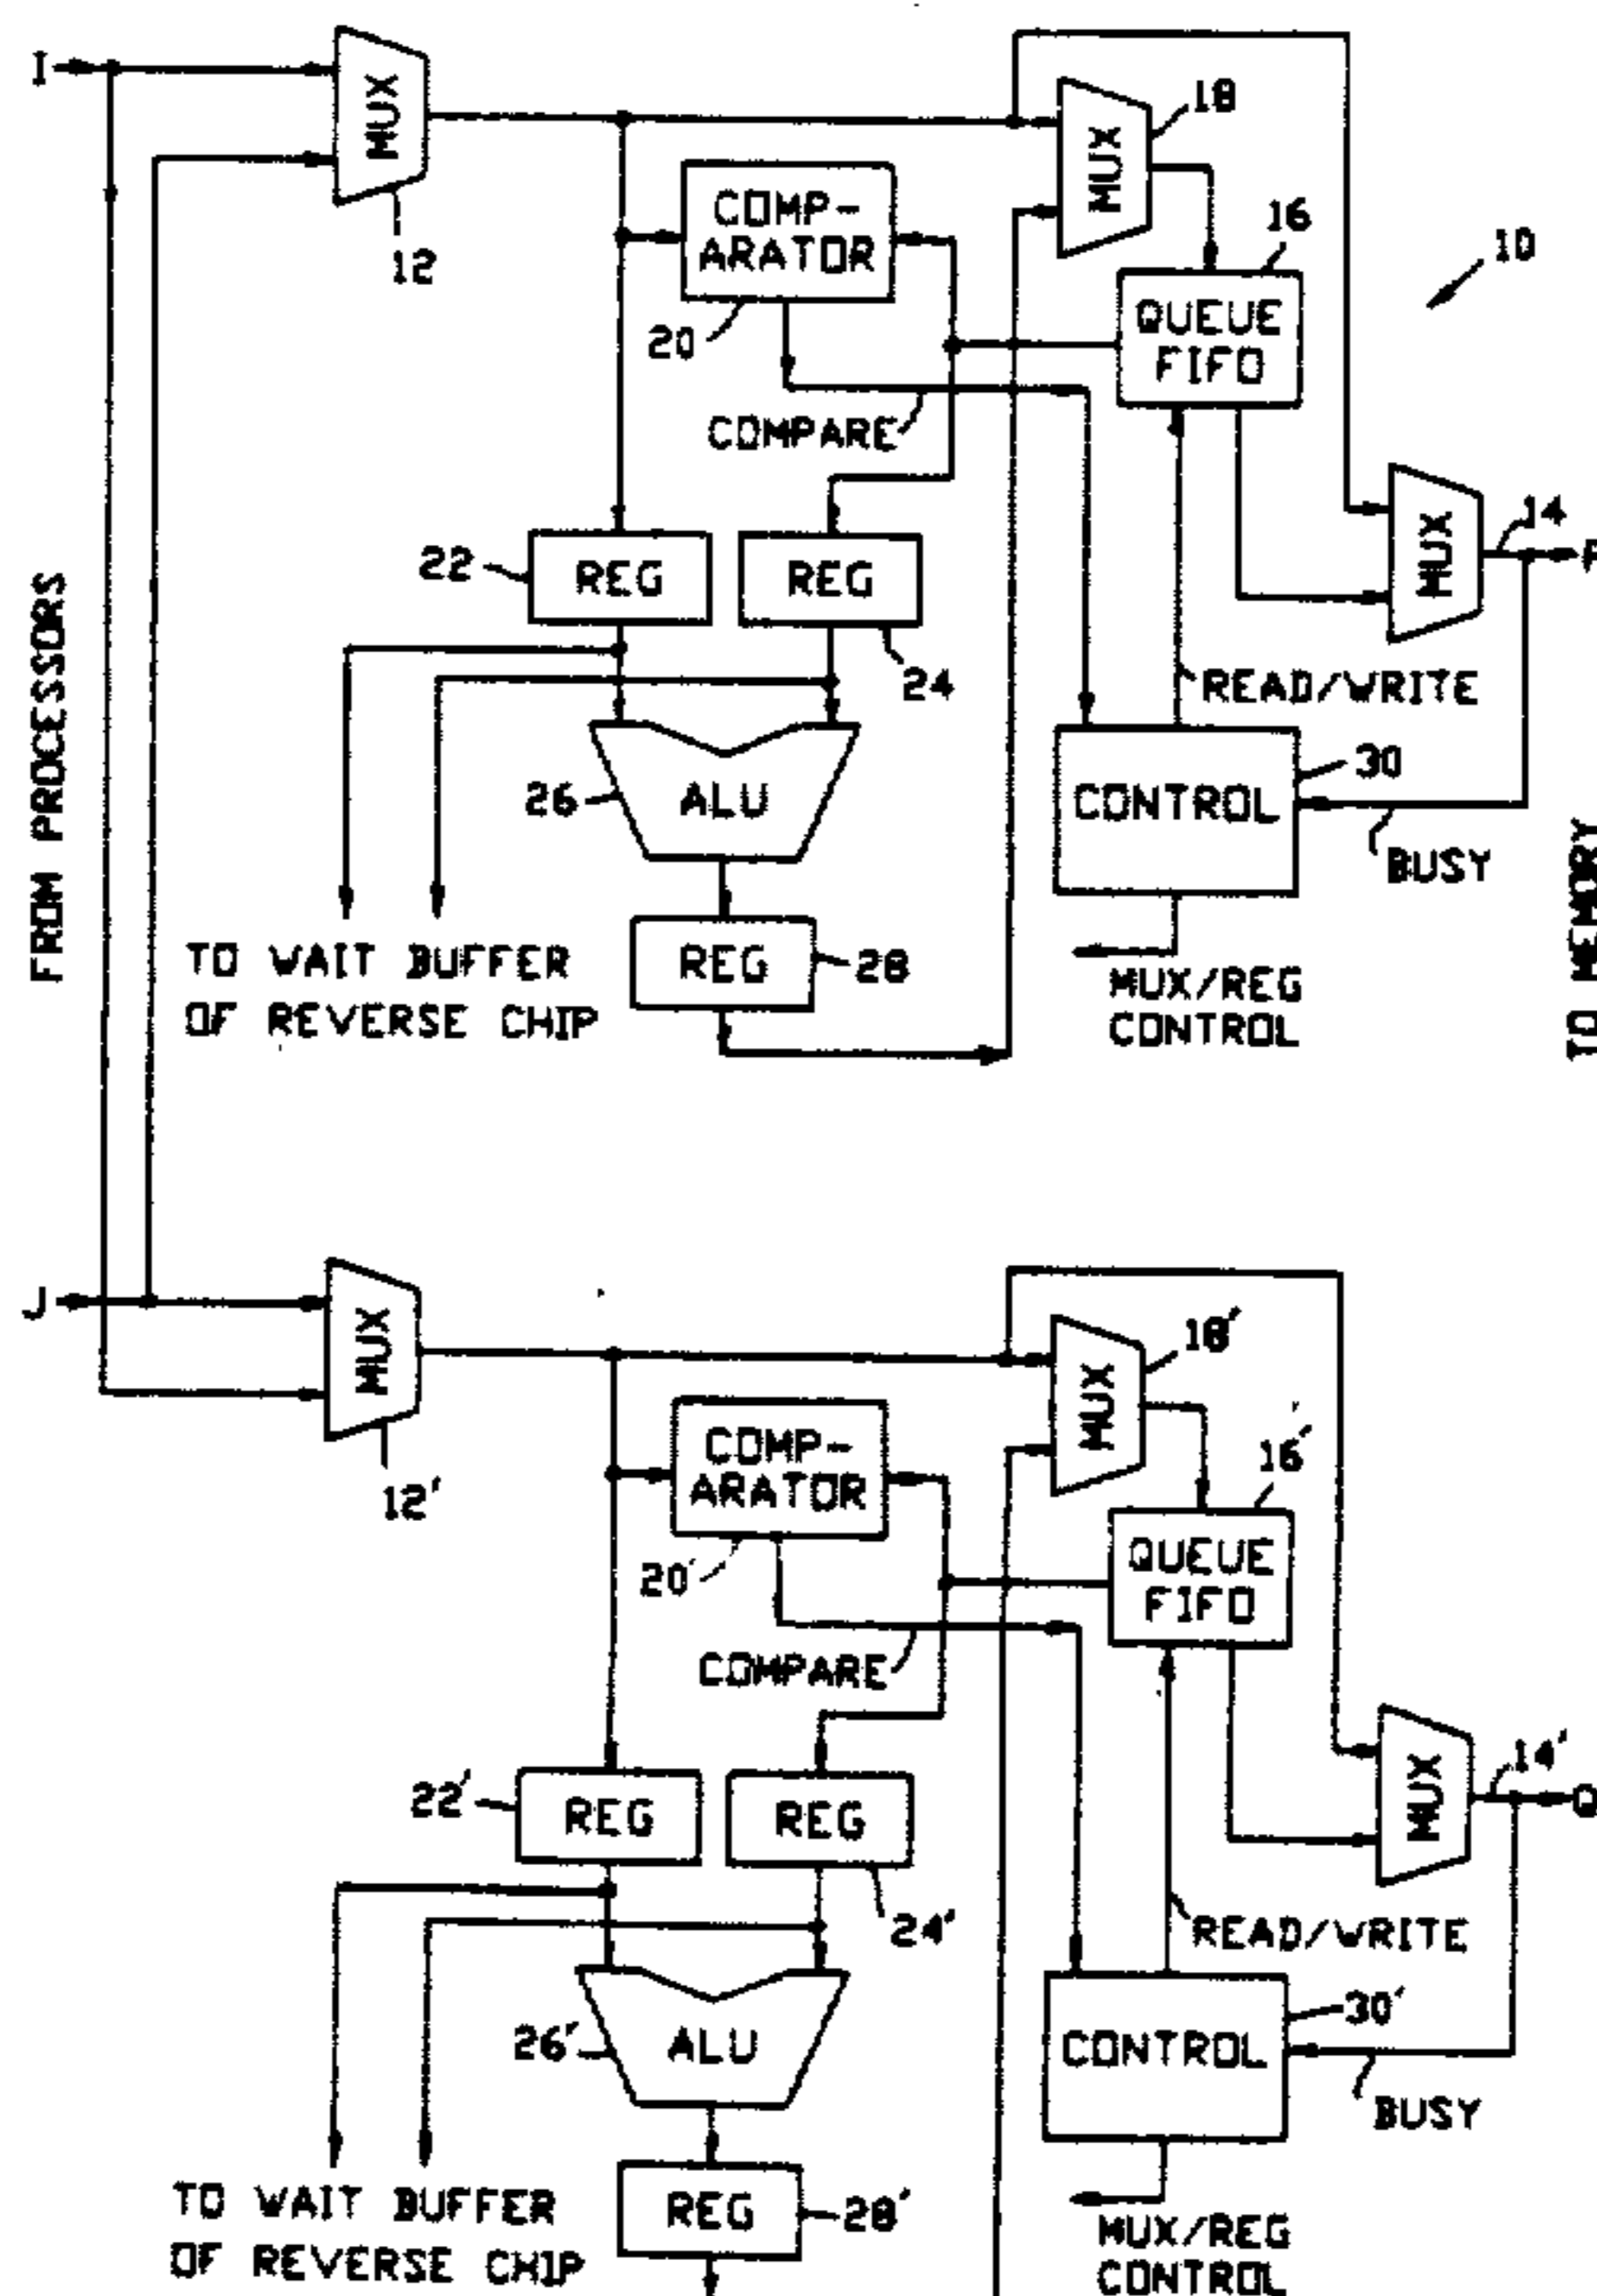 I
MUX
12
COMP-
ARATOR
20
COMPARE
MUX
18
16
QUEUE
FIFO
10
MUX
14
P
22
REG
REG
24
READ/WRITE
26
ALU
CONTROL
30
BUSY
FROM PROCESSORS
TO MEMORY
TO WAIT BUFFER
OF REVERSE CHIP
REG
28
MUX/REG
CONTROL
J
MUX
12'
COMP-
ARATOR
20'
COMPARE
MUX
18'
16'
QUEUE
FIFO
MUX
14'
Q
22'
REG
REG
24'
READ/WRITE
26'
ALU
CONTROL
30'
BUSY
TO WAIT BUFFER
OF REVERSE CHIP
REG
28'
MUX/REG
CONTROL